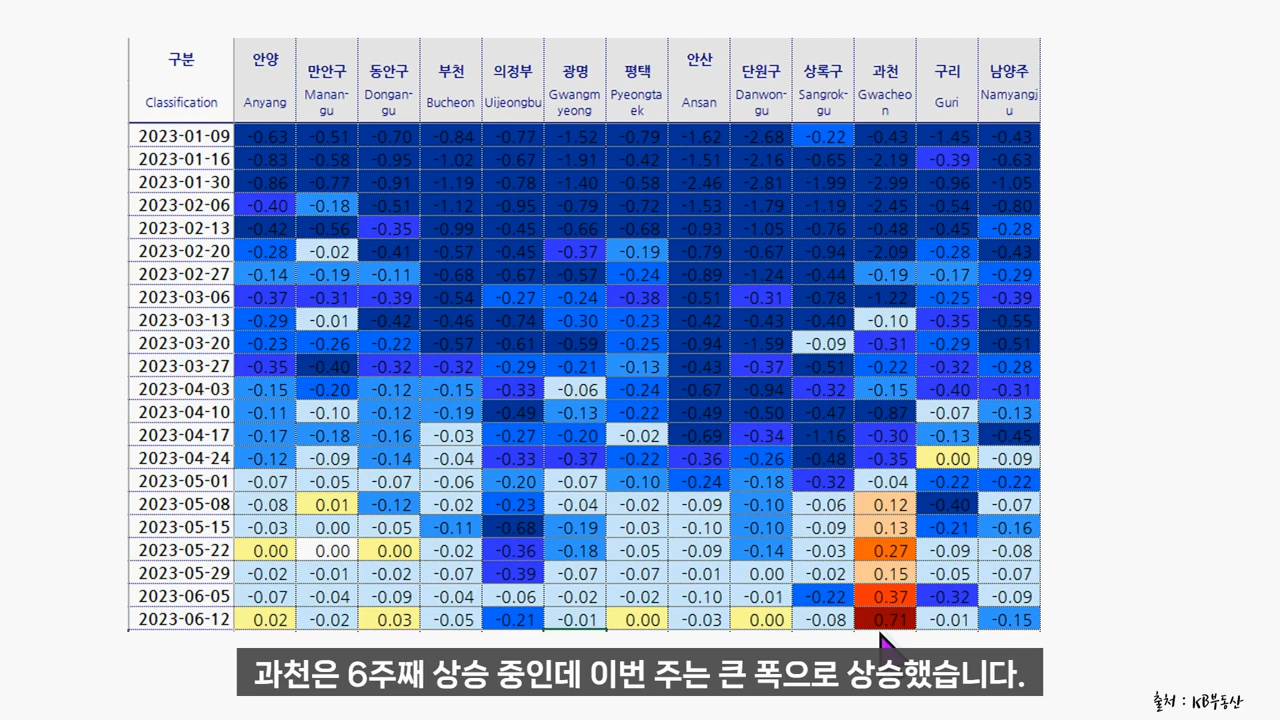 구분 안양 만안구 동안구 부천 의정부 광명 평택 안산 단원구 상록구 과천 구리 남양주
Classification Anyang Manan-gu Dongan-gu Bucheon Uijeongbu Gwangmyeong Pyeongtaek Ansan Danwon-gu Sangrok-gu Gwacheon Guri Namyangju
2023-01-09 -0.63 -0.51 -0.70 -0.84 -0.77 -1.52 -0.79 -1.62 -2.68 -0.22 -0.43 -1.45 -0.43
2023-01-16 -0.83 -0.58 -0.95 -1.02 -0.67 -1.91 -0.42 -1.51 -2.16 -0.65 -2.19 -0.39 -0.63
2023-01-30 -0.86 -0.77 -0.91 -1.19 -0.78 -1.40 -0.58 -2.46 -2.81 -1.99 -2.99 -0.96 -1.05
2023-02-06 -0.40 -0.18 -0.51 -1.12 -0.95 -0.79 -0.72 -1.53 -1.79 -1.19 -2.45 -0.54 -0.80
2023-02-13 -0.42 -0.56 -0.35 -0.99 -0.45 -0.66 -0.68 -0.93 -1.05 -0.76 -0.48 -0.45 -0.28
2023-02-20 -0.28 -0.02 -0.41 -0.57 -0.45 -0.37 -0.19 -0.79 -0.67 -0.94 -2.09 -0.28 -0.43
2023-02-27 -0.14 -0.19 -0.11 -0.68 -0.67 -0.57 -0.24 -0.89 -1.24 -0.44 -0.19 -0.17 -0.29
2023-03-06 -0.37 -0.31 -0.39 -0.54 -0.27 -0.24 -0.38 -0.51 -0.31 -0.78 -1.22 -0.25 -0.39
2023-03-13 -0.29 -0.01 -0.42 -0.46 -0.74 -0.30 -0.23 -0.42 -0.43 -0.40 -0.10 -0.35 -0.55
2023-03-20 -0.23 -0.26 -0.22 -0.57 -0.61 -0.59 -0.25 -0.94 -1.59 -0.09 -0.31 -0.29 -0.51
2023-03-27 -0.35 -0.40 -0.32 -0.32 -0.29 -0.21 -0.13 -0.43 -0.37 -0.51 -0.22 -0.32 -0.28
2023-04-03 -0.15 -0.20 -0.12 -0.15 -0.33 -0.06 -0.24 -0.67 -0.94 -0.32 -0.15 -0.40 -0.31
2023-04-10 -0.11 -0.10 -0.12 -0.19 -0.49 -0.13 -0.22 -0.49 -0.50 -0.47 -0.87 -0.07 -0.13
2023-04-17 -0.17 -0.18 -0.16 -0.03 -0.27 -0.20 -0.02 -0.69 -0.34 -1.16 -0.30 -0.13 -0.45
2023-04-24 -0.12 -0.09 -0.14 -0.04 -0.33 -0.37 -0.22 -0.36 -0.26 -0.48 -0.35 0.00 -0.09
2023-05-01 -0.07 -0.05 -0.07 -0.06 -0.20 -0.07 -0.10 -0.24 -0.18 -0.32 -0.04 -0.22 -0.22
2023-05-08 -0.08 0.01 -0.12 -0.02 -0.23 -0.04 -0.02 -0.09 -0.10 -0.06 0.12 -0.40 -0.07
2023-05-15 -0.03 0.00 -0.05 -0.11 -0.68 -0.19 -0.03 -0.10 -0.10 -0.09 0.13 -0.21 -0.16
2023-05-22 0.00 0.00 0.00 -0.02 -0.36 -0.18 -0.05 -0.09 -0.14 -0.03 0.27 -0.09 -0.08
2023-05-29 -0.02 -0.01 -0.02 -0.07 -0.39 -0.07 -0.07 -0.01 0.00 -0.02 0.15 -0.05 -0.07
2023-06-05 -0.07 -0.04 -0.09 -0.04 -0.06 -0.02 -0.02 -0.10 -0.01 -0.22 0.37 -0.32 -0.09
2023-06-12 0.02 -0.02 0.03 -0.05 -0.21 -0.01 0.00 -0.03 0.00 -0.08 0.71 -0.01 -0.15
과천은 6주째 상승 중인데 이번 주는 큰 폭으로 상승했습니다.
출처 : KB부동산